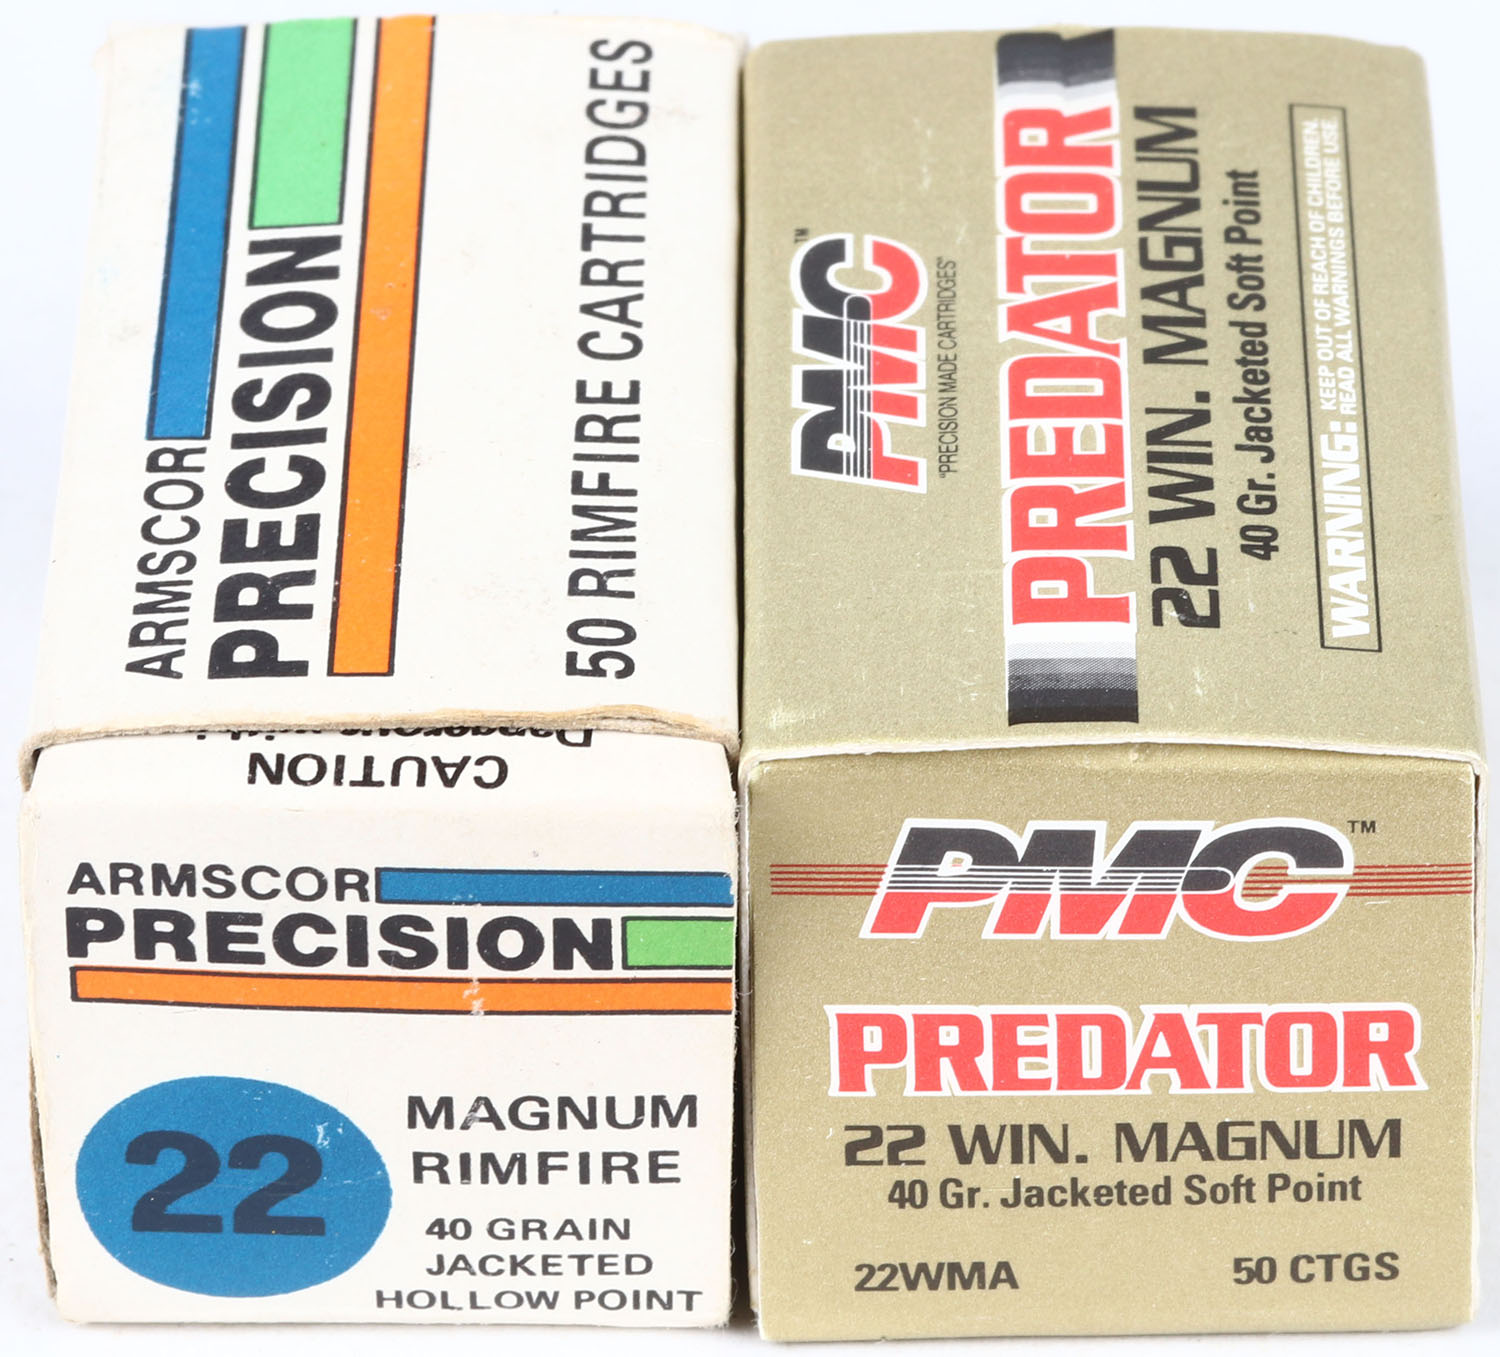 ARMSCOR
PRECISION
50 RIMFIRE CARTRIDGES
CAUTION
ARMSCOR
PRECISION
22
MAGNUM
RIMFIRE
40 GRAIN
JACKETED
HOLLOW POINT
PMC™
"PRECISION MADE CARTRIDGES"
PREDATOR
22 WIN. MAGNUM
40 Gr. Jacketed Soft Point
WARNING: KEEP OUT OF REACH OF CHILDREN.
READ ALL WARNINGS BEFORE USE.
PMC™
PREDATOR
22 WIN. MAGNUM
40 Gr. Jacketed Soft Point
22WMA 50 CTGS